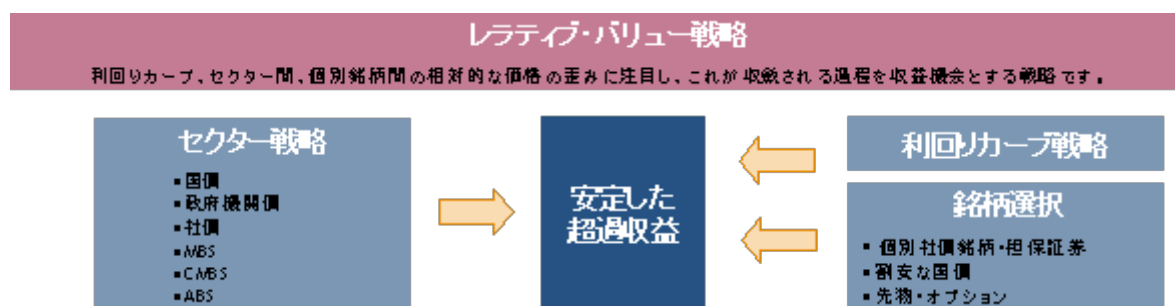 レラティブ・バリュー戦略
利回りカーブ、セクター間、個別銘柄間の相対的な価格の歪みに注目し、これが収斂される過程を収益機会とする戦略です。
セクター戦略
▪国債
▪政府機関債
▪社債
▪MBS
▪CMBS
▪ABS
安定した
超過収益
利回りカーブ戦略
銘柄選択
▪個別社債銘柄・担保証券
▪割安な国債
▪先物・オプション